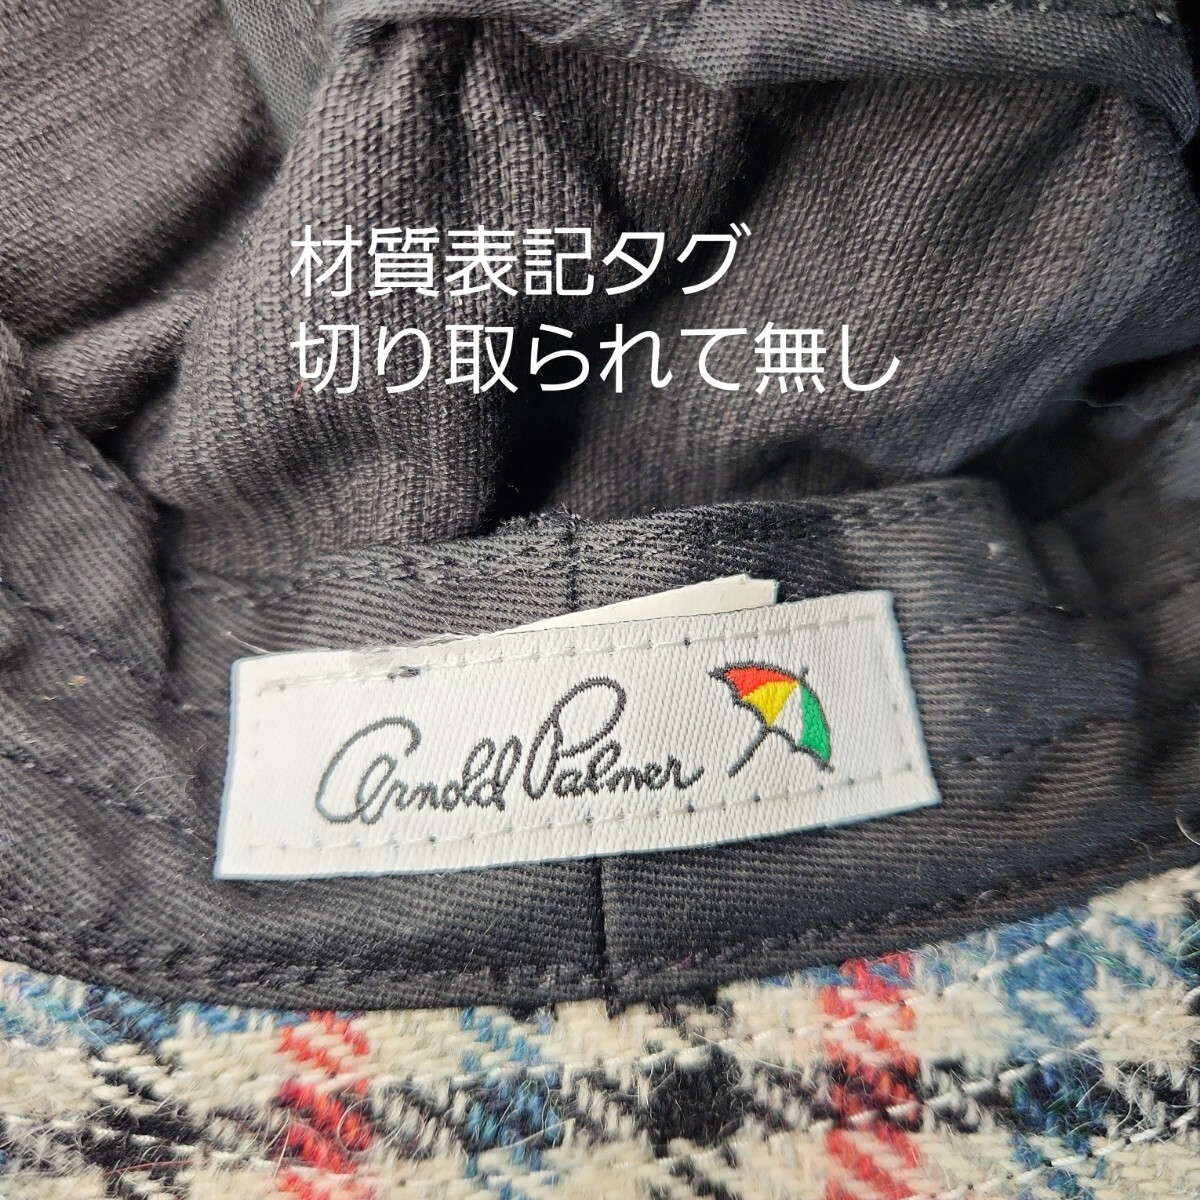 材質表記タグ
切り取られて無し
Arnold Palmer